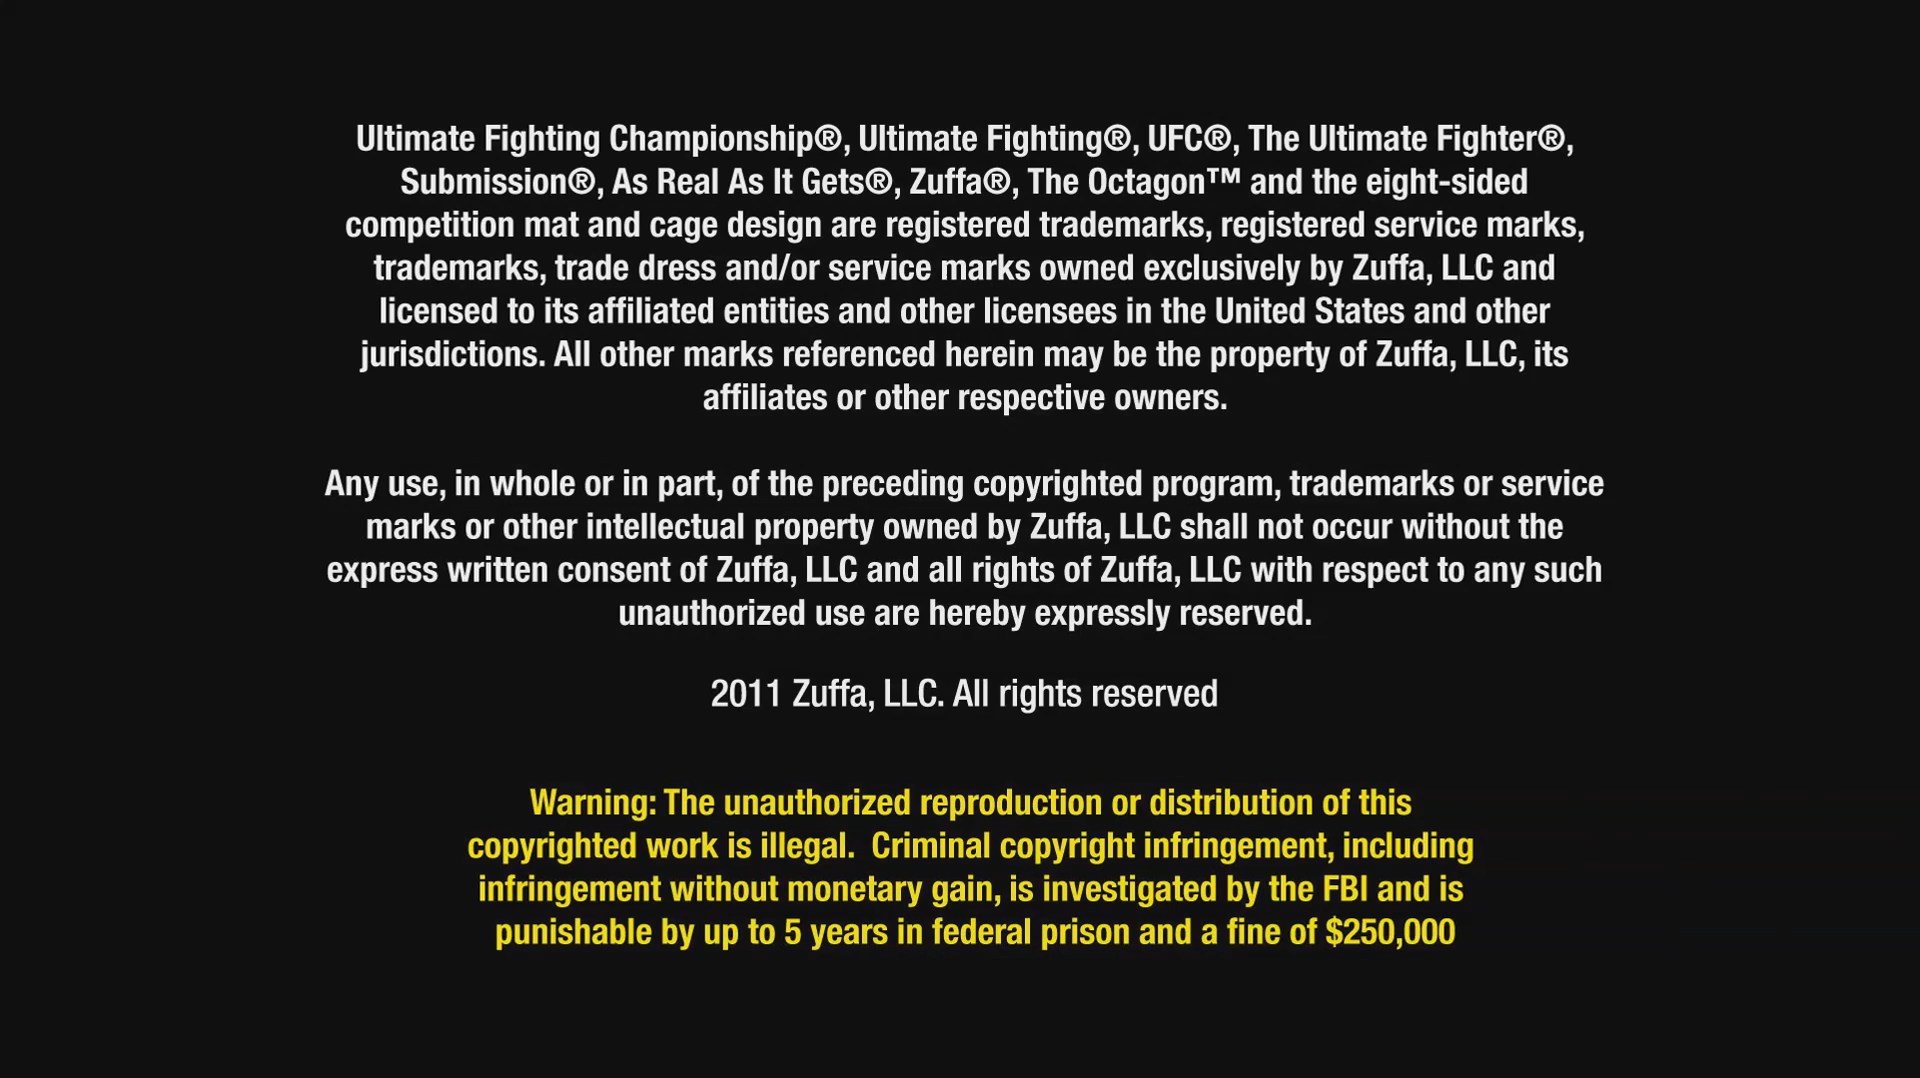 Ultimate Fighting Championship®, Ultimate Fighting®, UFC®, The Ultimate Fighter®,
Submission®, As Real As It Gets®, Zuffa®, The Octagon™ and the eight-sided
competition mat and cage design are registered trademarks, registered service marks,
trademarks, trade dress and/or service marks owned exclusively by Zuffa, LLC and
licensed to its affiliated entities and other licensees in the United States and other
jurisdictions. All other marks referenced herein may be the property of Zuffa, LLC, its
affiliates or other respective owners.
Any use, in whole or in part, of the preceding copyrighted program, trademarks or service
marks or other intellectual property owned by Zuffa, LLC shall not occur without the
express written consent of Zuffa, LLC and all rights of Zuffa, LLC with respect to any such
unauthorized use are hereby expressly reserved.
2011 Zuffa, LLC. All rights reserved
Warning: The unauthorized reproduction or distribution of this
copyrighted work is illegal.  Criminal copyright infringement, including
infringement without monetary gain, is investigated by the FBI and is
punishable by up to 5 years in federal prison and a fine of $250,000